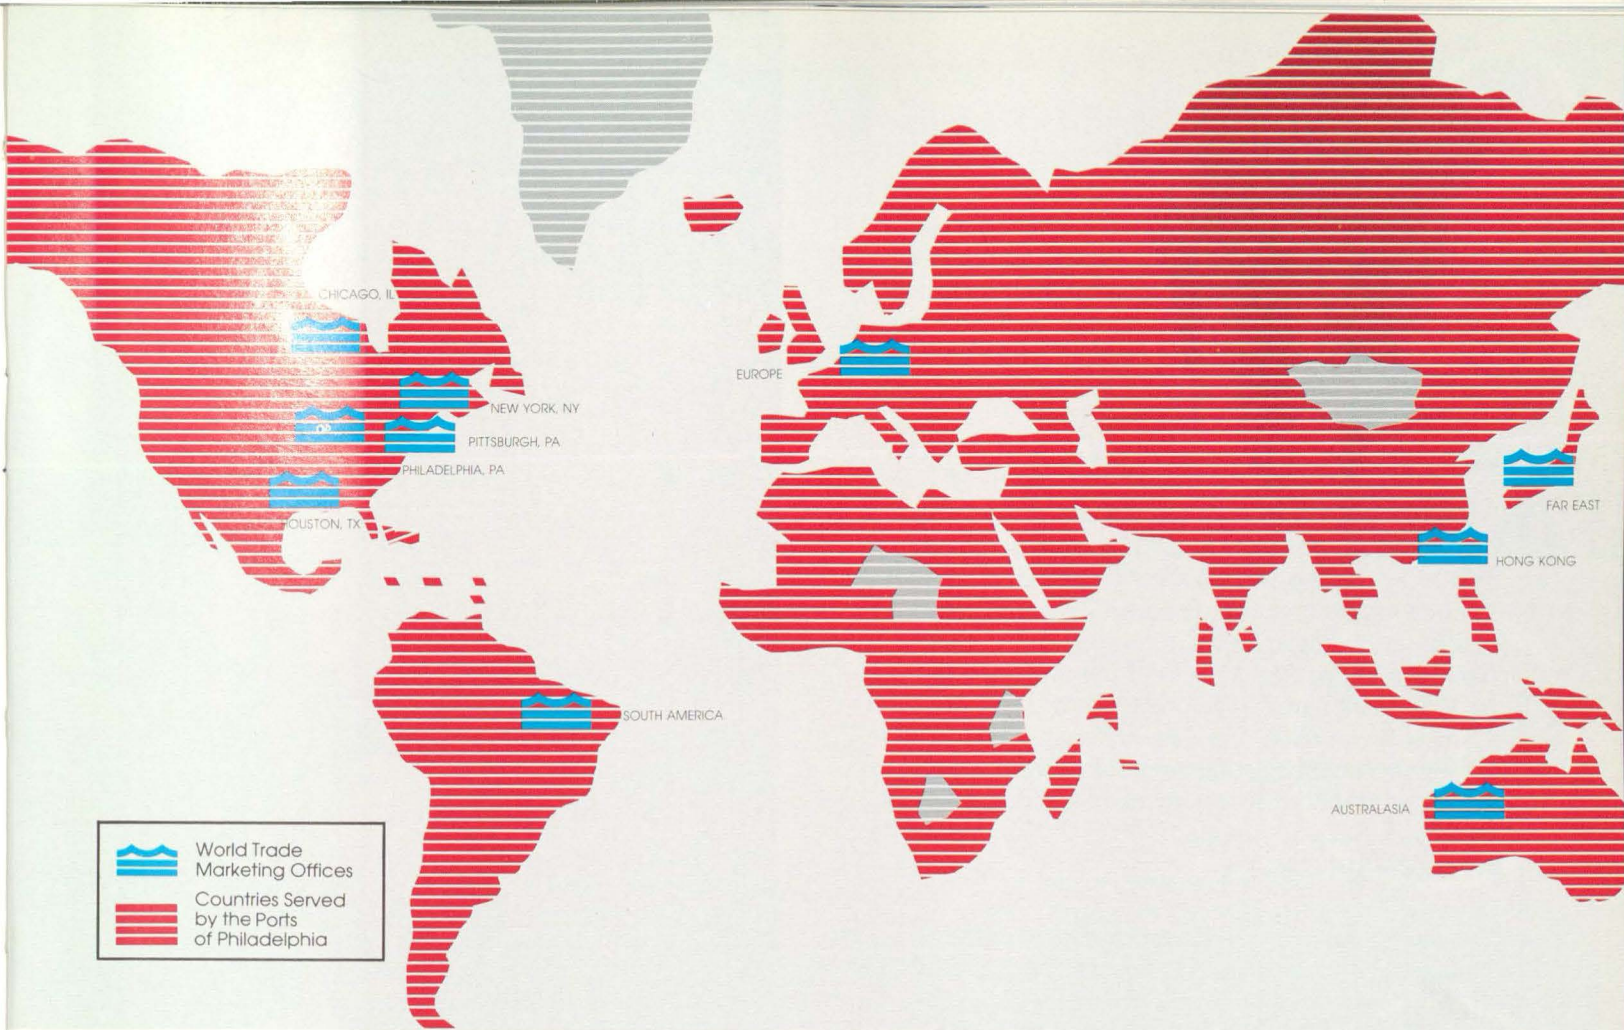 CHICAGO, IL
NEW YORK, NY
PITTSBURGH, PA
PHILADELPHIA, PA
HOUSTON, TX
EUROPE
FAR EAST
HONG KONG
SOUTH AMERICA
AUSTRALASIA
World Trade
Marketing Offices
Countries Served
by the Ports
of Philadelphia